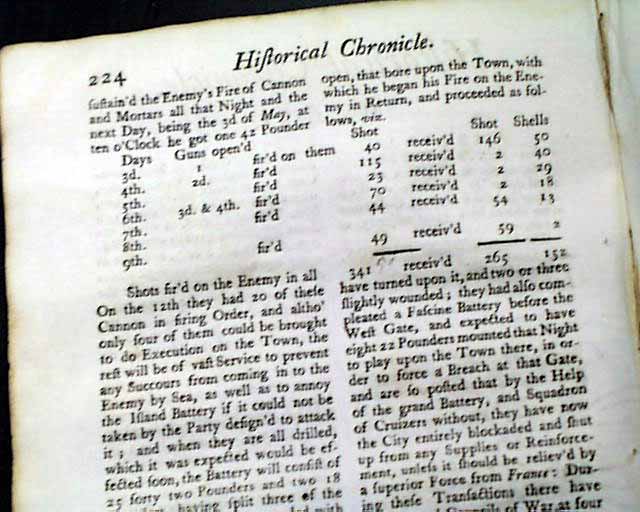 224 Hiſtorical Chronicle.
ſuſtain'd the Enemy's Fire of Cannon
and Mortars all that Night and the
next Day, being the 3d of May, at
ten o'Clock he got one 42 Pounder
open, that bore upon the Town, with
which he began his Fire on the Ene-
my in Return, and proceeded as fol-
lows, viz.
Days Guns open'd Shot Shot Shells
3d. 1 fir'd on them 40 receiv'd 146 50
4th. 2d. fir'd 115 receiv'd 2 40
5th. fir'd 23 receiv'd 2 29
6th. 3d. & 4th. fir'd 70 receiv'd 2 18
7th. fir'd 44 receiv'd 54 13
8th.
9th. fir'd 49 receiv'd 59 2
341 receiv'd 265 152
Shots fir'd on the Enemy in all
On the 12th they had 20 of theſe
Cannon in firing Order, and altho'
only four of them could be brought
to do Execution on the Town, the
reſt will be of vaſt Service to prevent
any Succours from coming in to the
Enemy by Sea, as well as to annoy
the Iſland Battery if it could not be
taken by the Party deſign'd to attack
it; and when they are all drilled,
which it was expected would be ef-
fected ſoon, the Battery will conſiſt of
25 forty two Pounders and two 18
having ſplit three of the
with
have turned upon it, and two or three
ſlightly wounded; they had alſo com-
pleated a Faſcine Battery before the
Weſt Gate, and expected to have
eight 22 Pounders mounted that Night
to play upon the Town there, in or-
der to force a Breach at that Gate,
and are ſo poſted that by the Help
of the grand Battery, and Squadron
of Cruizers without, they have now
the City entirely blockaded and ſhut
up from any Supplies or Reinforce-
ment, unleſs it ſhould be reliev'd by
a ſuperior Force from France: Dur-
ing theſe Tranſactions there have
of War at four